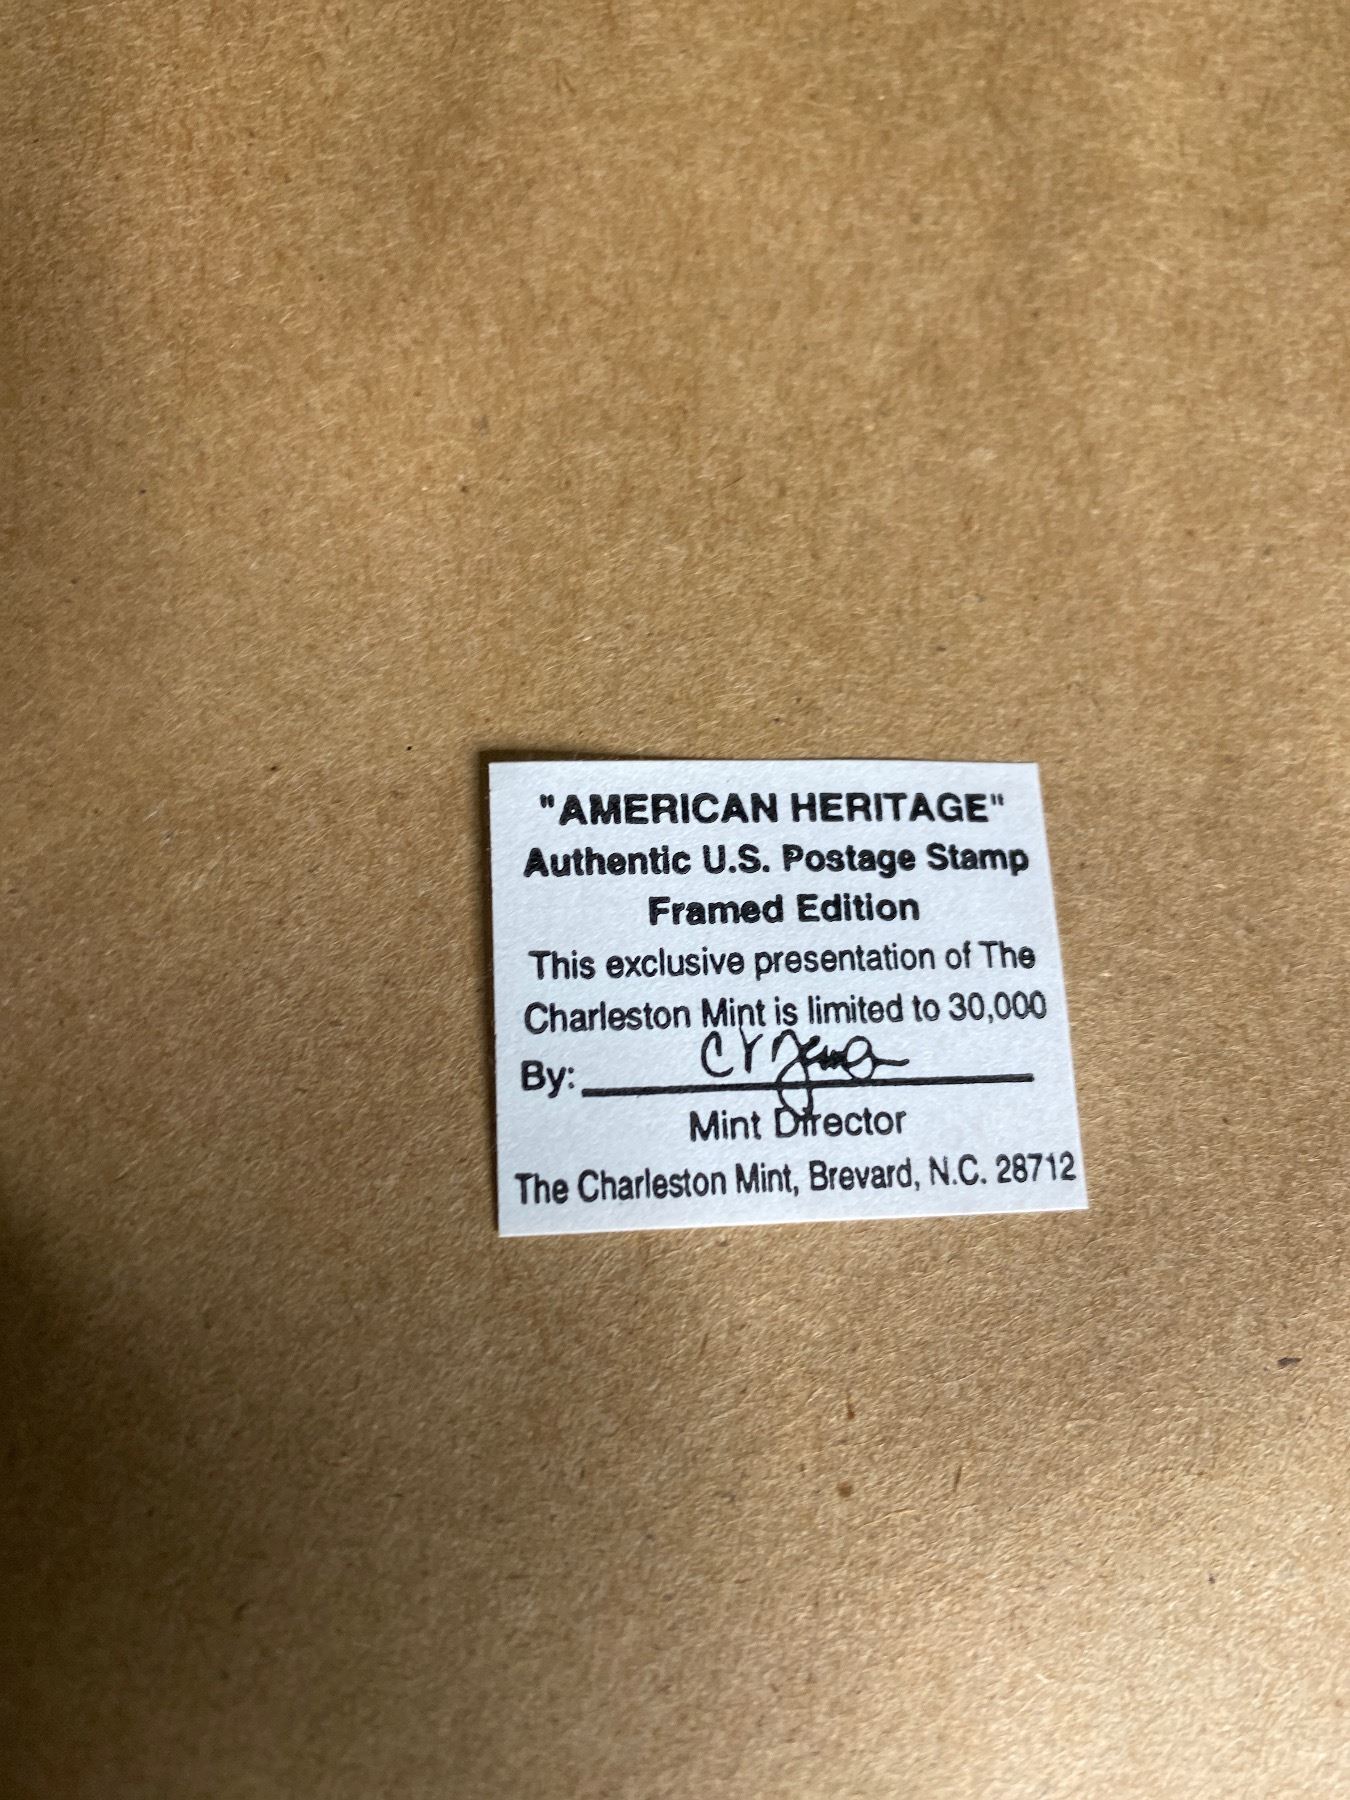 "AMERICAN HERITAGE"
Authentic U.S. Postage Stamp
Framed Edition
This exclusive presentation of The
Charleston Mint is limited to 30,000
By:
Mint Director
The Charleston Mint, Brevard, N.C. 28712